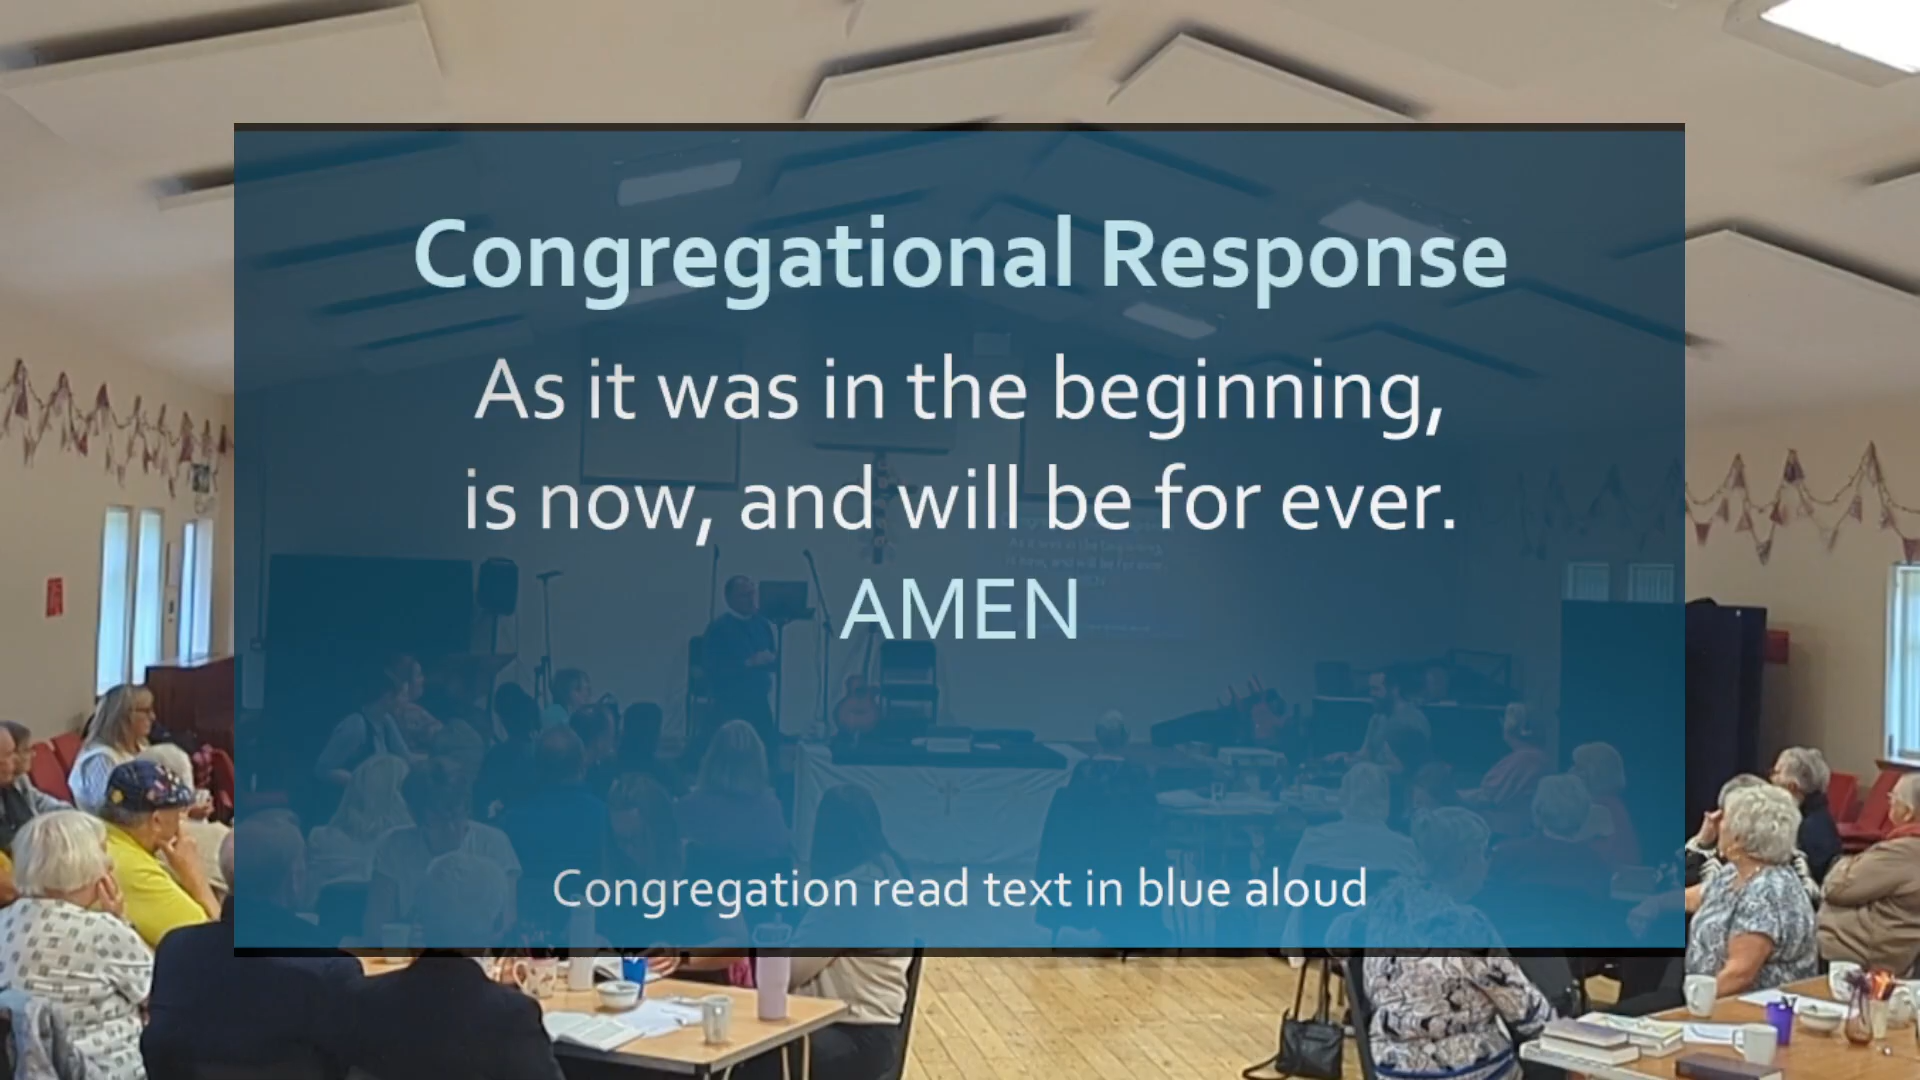 Congregational Response
As it was in the beginning,
is now, and will be for ever.
AMEN
Congregation read text in blue aloud